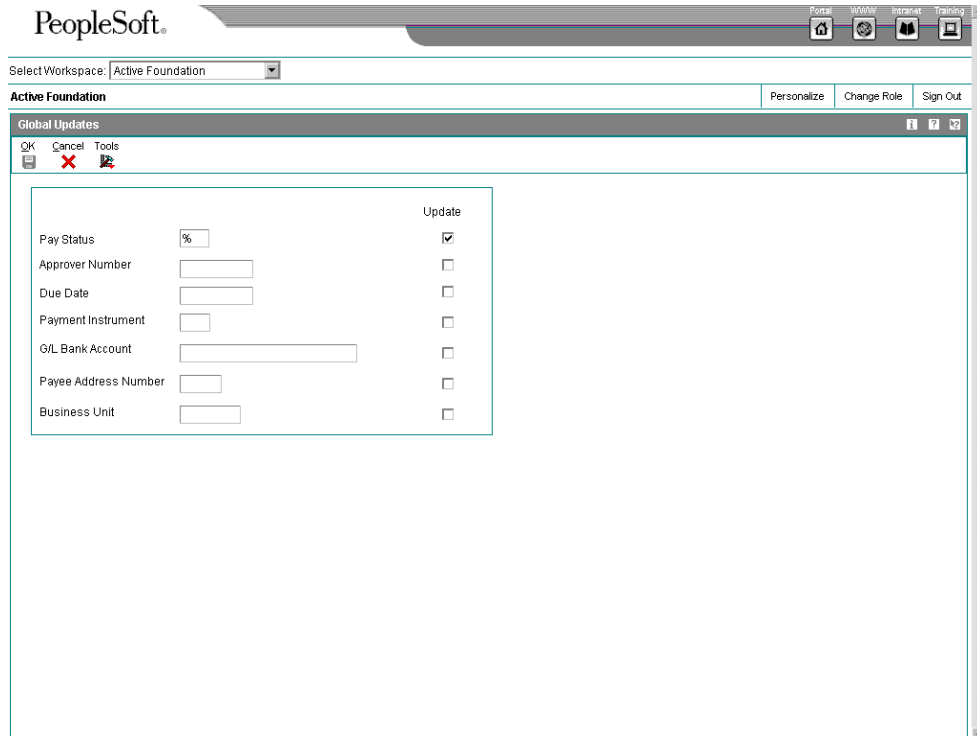 PeopleSoft®
Portal WWW Intranet Training
Select Workspace: Active Foundation
Active Foundation
Personalize Change Role Sign Out
Global Updates
i ? ?
OK Cancel Tools
Update
Pay Status %
Approver Number
Due Date
Payment Instrument
G/L Bank Account
Payee Address Number
Business Unit